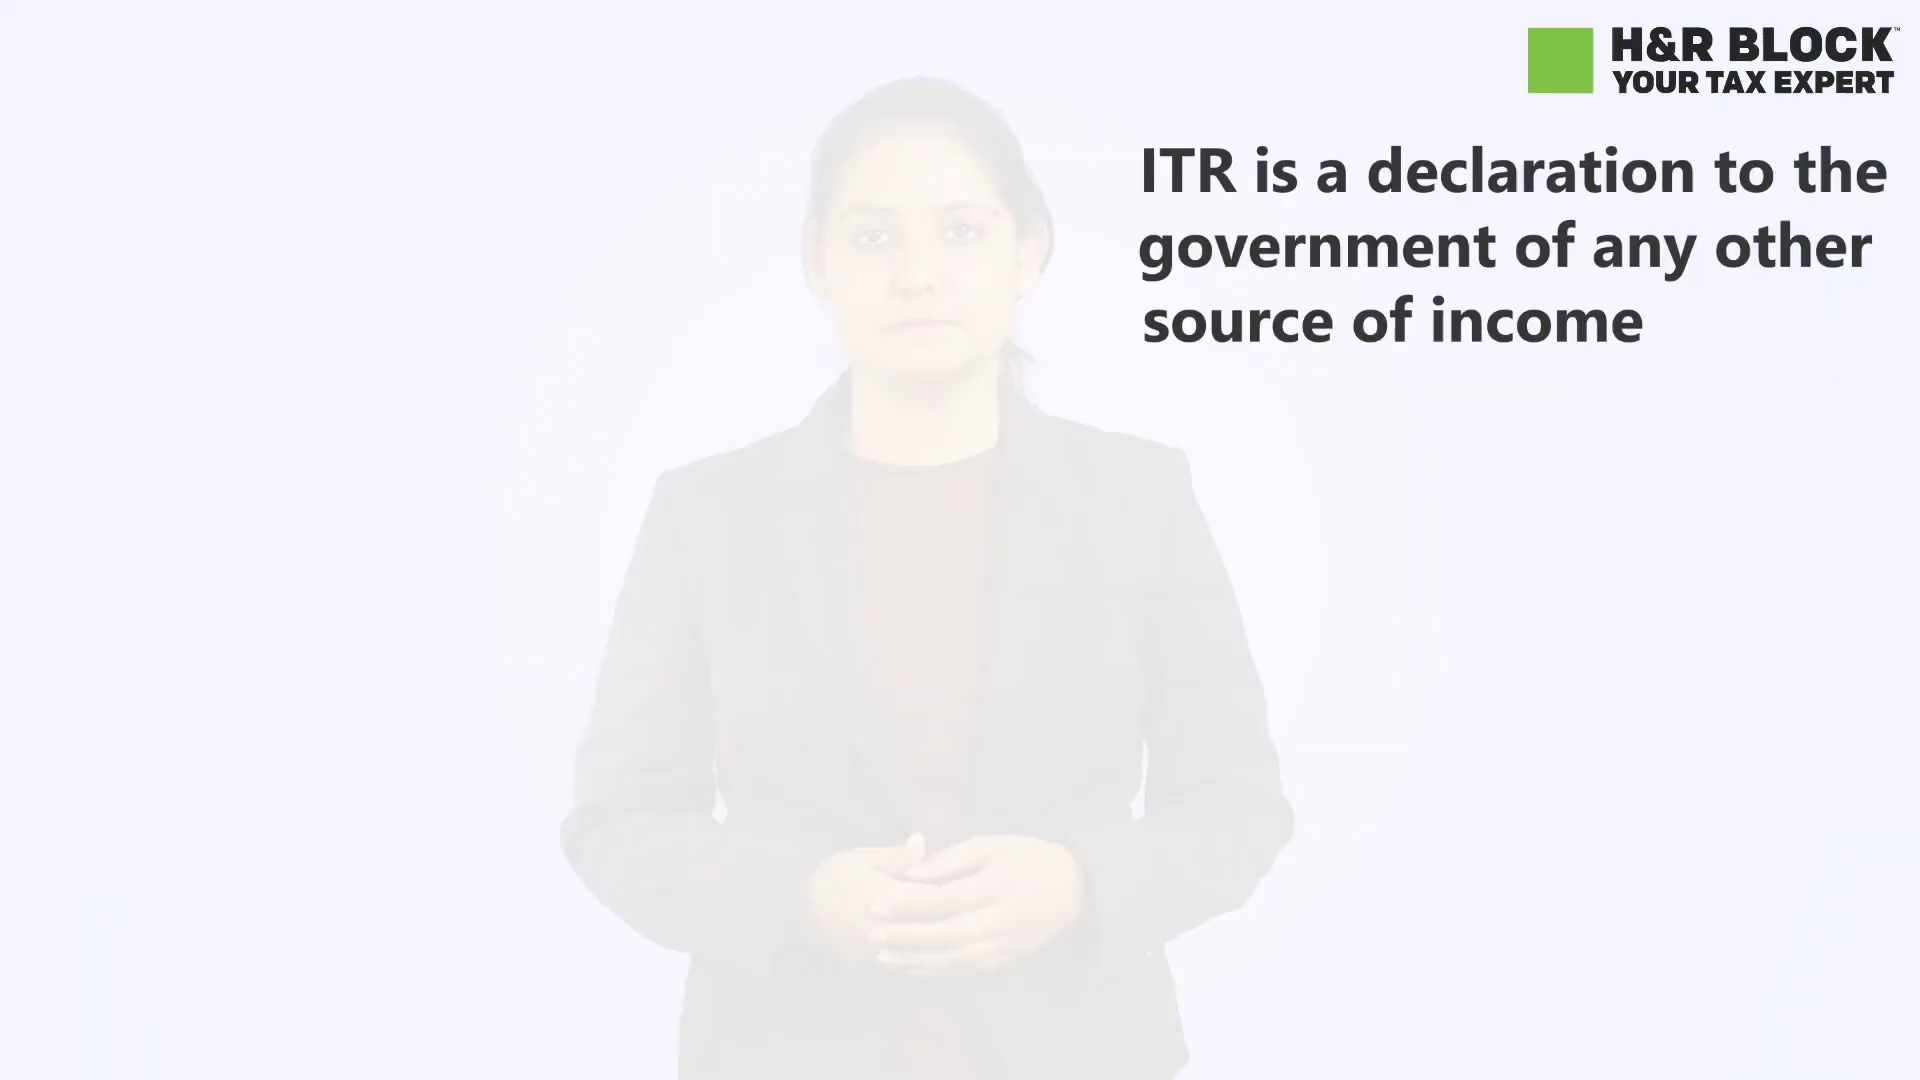 H&R BLOCK™
YOUR TAX EXPERT
ITR is a declaration to the
government of any other
source of income